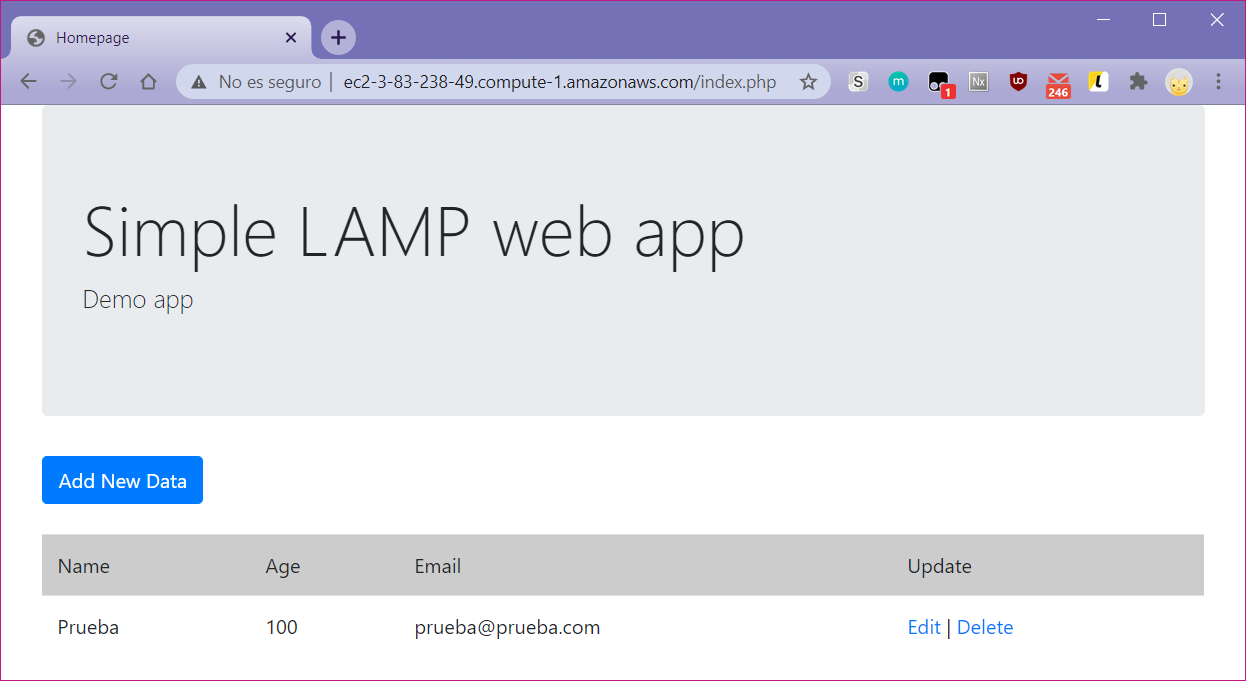 Homepage
No es seguro | ec2-3-83-238-49.compute-1.amazonaws.com/index.php S m 1 Nx uo 246 t
Simple LAMP web app
Demo app
Add New Data
Name Age Email Update
Prueba 100 prueba@prueba.com Edit | Delete